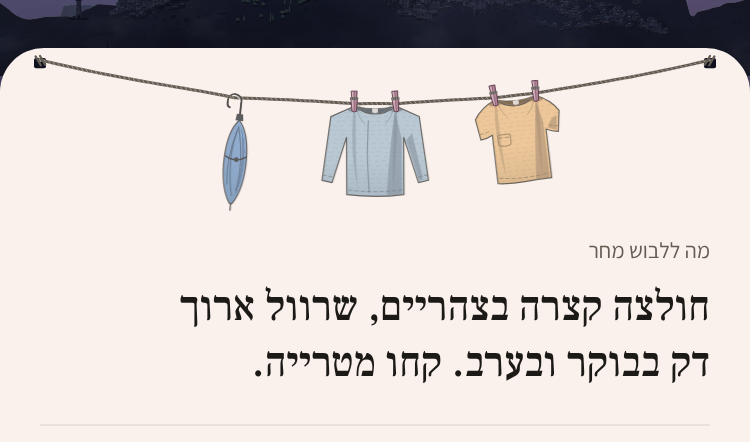 מה ללבוש מחר
חולצה קצרה בצהריים, שרוול ארוך
דק בבוקר ובערב. קחו מטרייה.